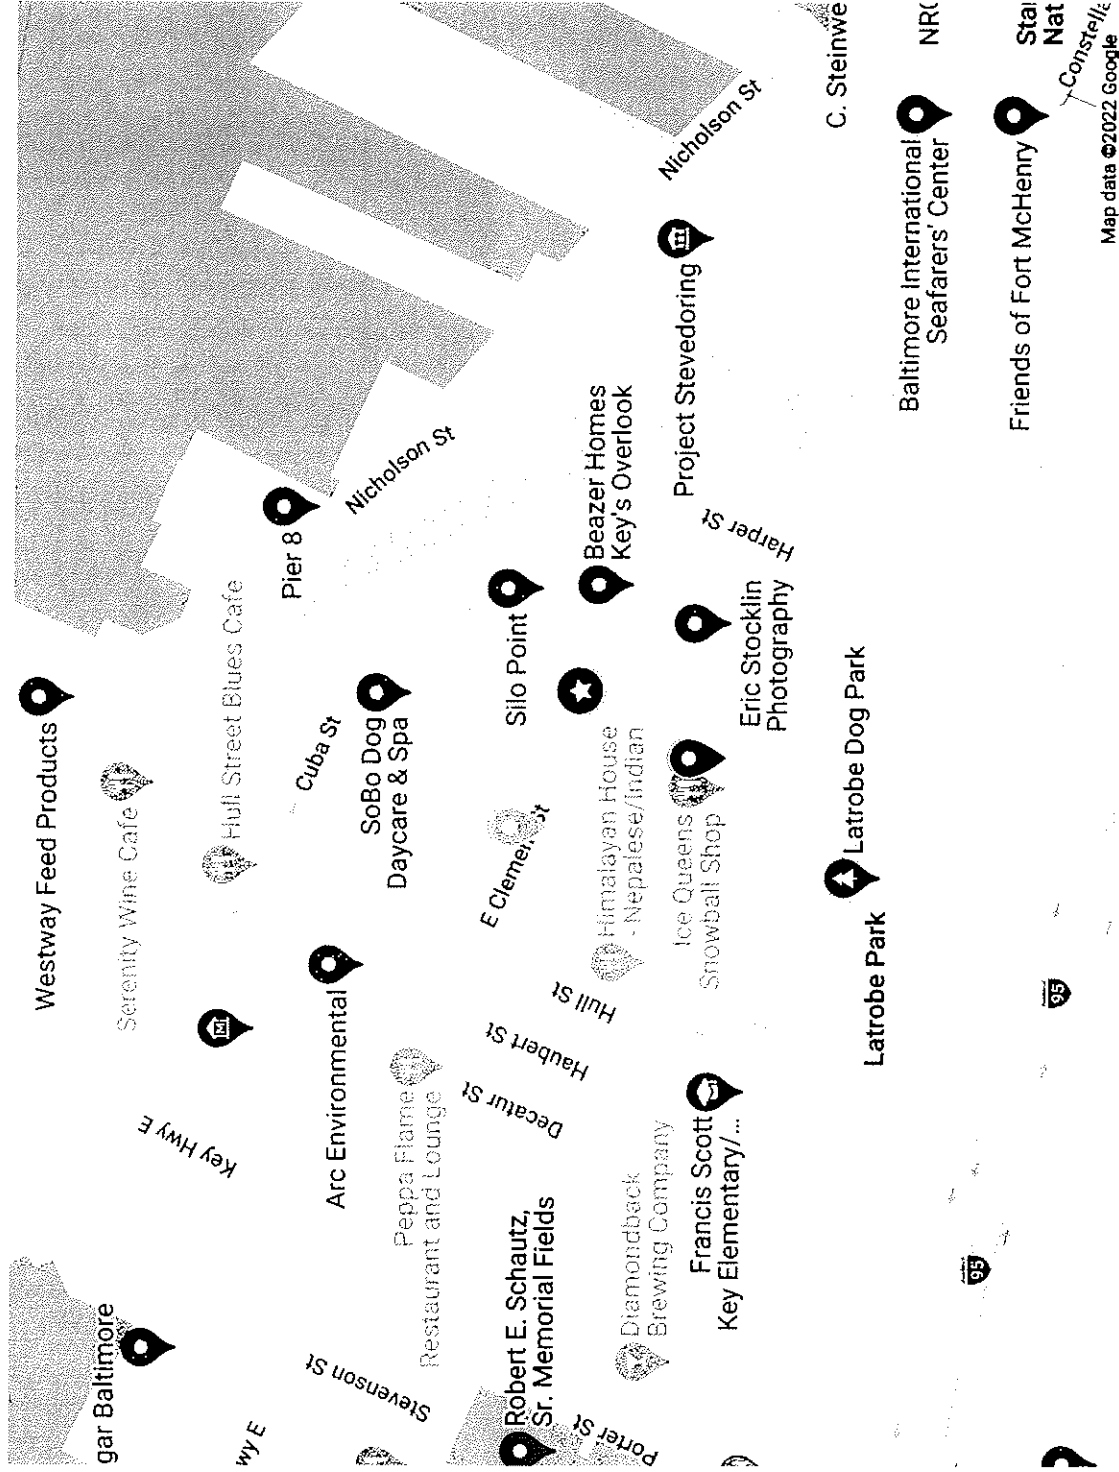 gar Baltimore
Westway Feed Products
Serenity Wine Cafe
Hull Street Blues Cafe
Key Hwy E
wy E
Pier 8
Nicholson St
Cuba St
Arc Environmental
SoBo Dog
Daycare & Spa
Stevenson St
Peppa Flame
Restaurant and Lounge
Decatur St
Haubert St
Hull St
E Clement St
Silo Point
Robert E. Schautz,
Sr. Memorial Fields
Porter St
Beazer Homes
Key's Overlook
Himalayan House
- Nepalese/Indian
Diamondback
Brewing Company
Project Stevedoring
Nicholson St
Harper St
Ice Queens
Snowball Shop
Francis Scott
Key Elementary/...
Eric Stocklin
Photography
C. Steinwe
Latrobe Dog Park
Latrobe Park
Baltimore International
Seafarers' Center
95
95
Friends of Fort McHenry
Nat
Map data ©2022 Google